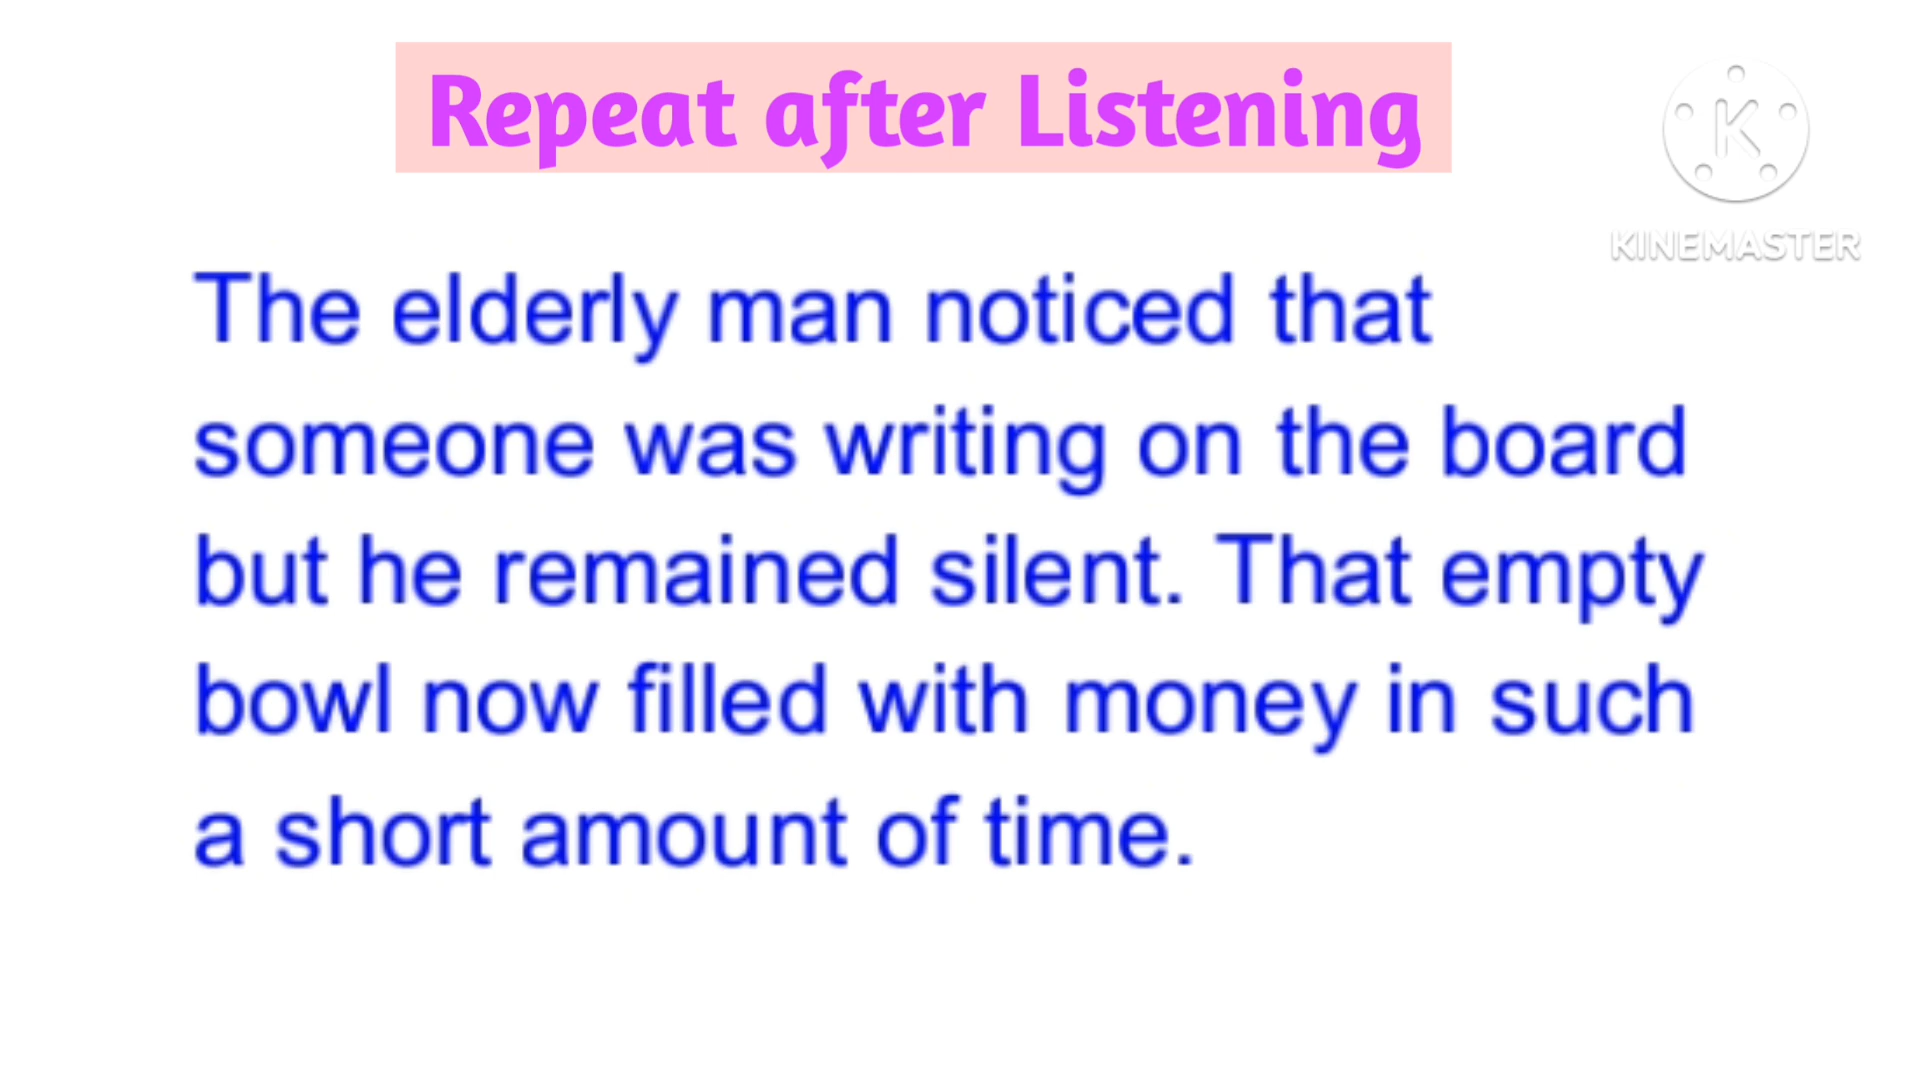 Repeat after Listening
K
KINEMASTER
The elderly man noticed that
someone was writing on the board
but he remained silent. That empty
bowl now filled with money in such
a short amount of time.